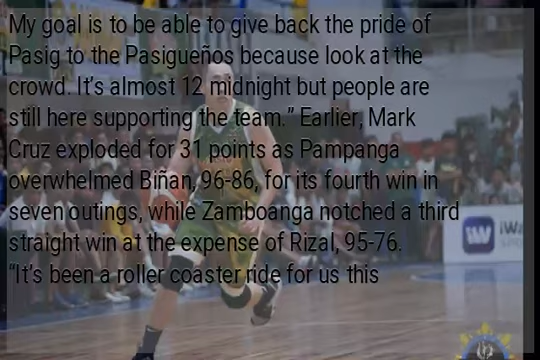 My goal is to be able to give back the pride of
Pasig to the Pasigueños because look at the
crowd. It's almost 12 midnight but people are
still here supporting the team.” Earlier, Mark
Cruz exploded for 31 points as Pampanga
overwhelmed Biñan, 96-86, for its fourth win in
seven outings, while Zamboanga notched a third
straight win at the expense of Rizal, 95-76.
“It's been a roller coaster ride for us this